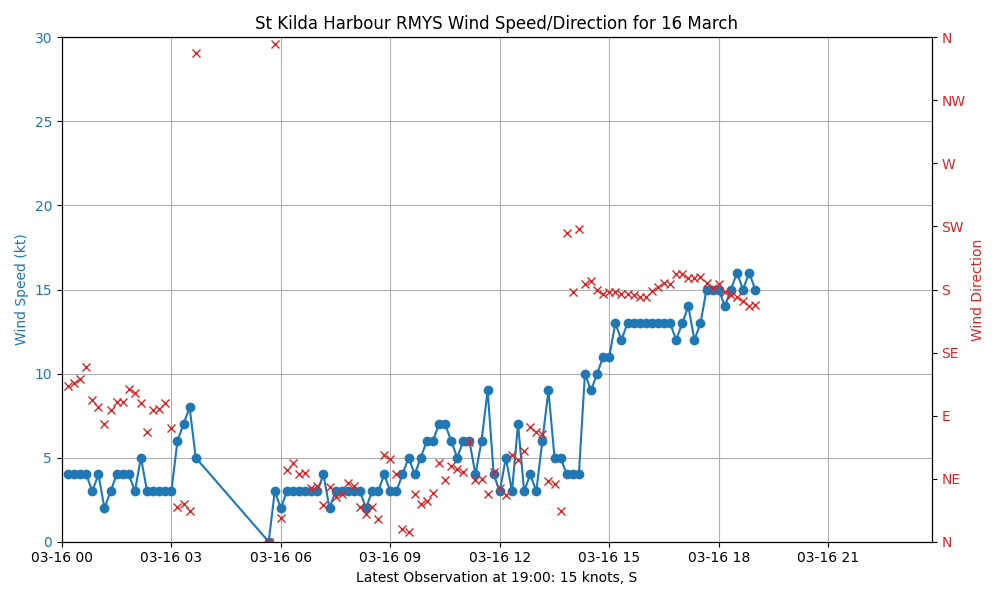 St Kilda Harbour RMYS Wind Speed/Direction for 16 March
30
25
20
15
10
5
0
Wind Speed (kt)
N
NW
W
SW
S
SE
E
NE
N
Wind Direction
03-16 00
03-16 03
03-16 06
03-16 09
03-16 12
03-16 15
03-16 18
03-16 21
Latest Observation at 19:00: 15 knots, S